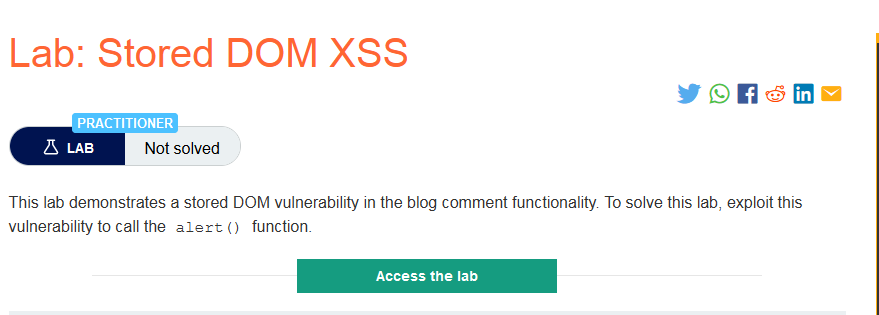 Lab: Stored DOM XSS
PRACTITIONER
LAB
Not solved
This lab demonstrates a stored DOM vulnerability in the blog comment functionality. To solve this lab, exploit this
vulnerability to call the alert() function.
Access the lab